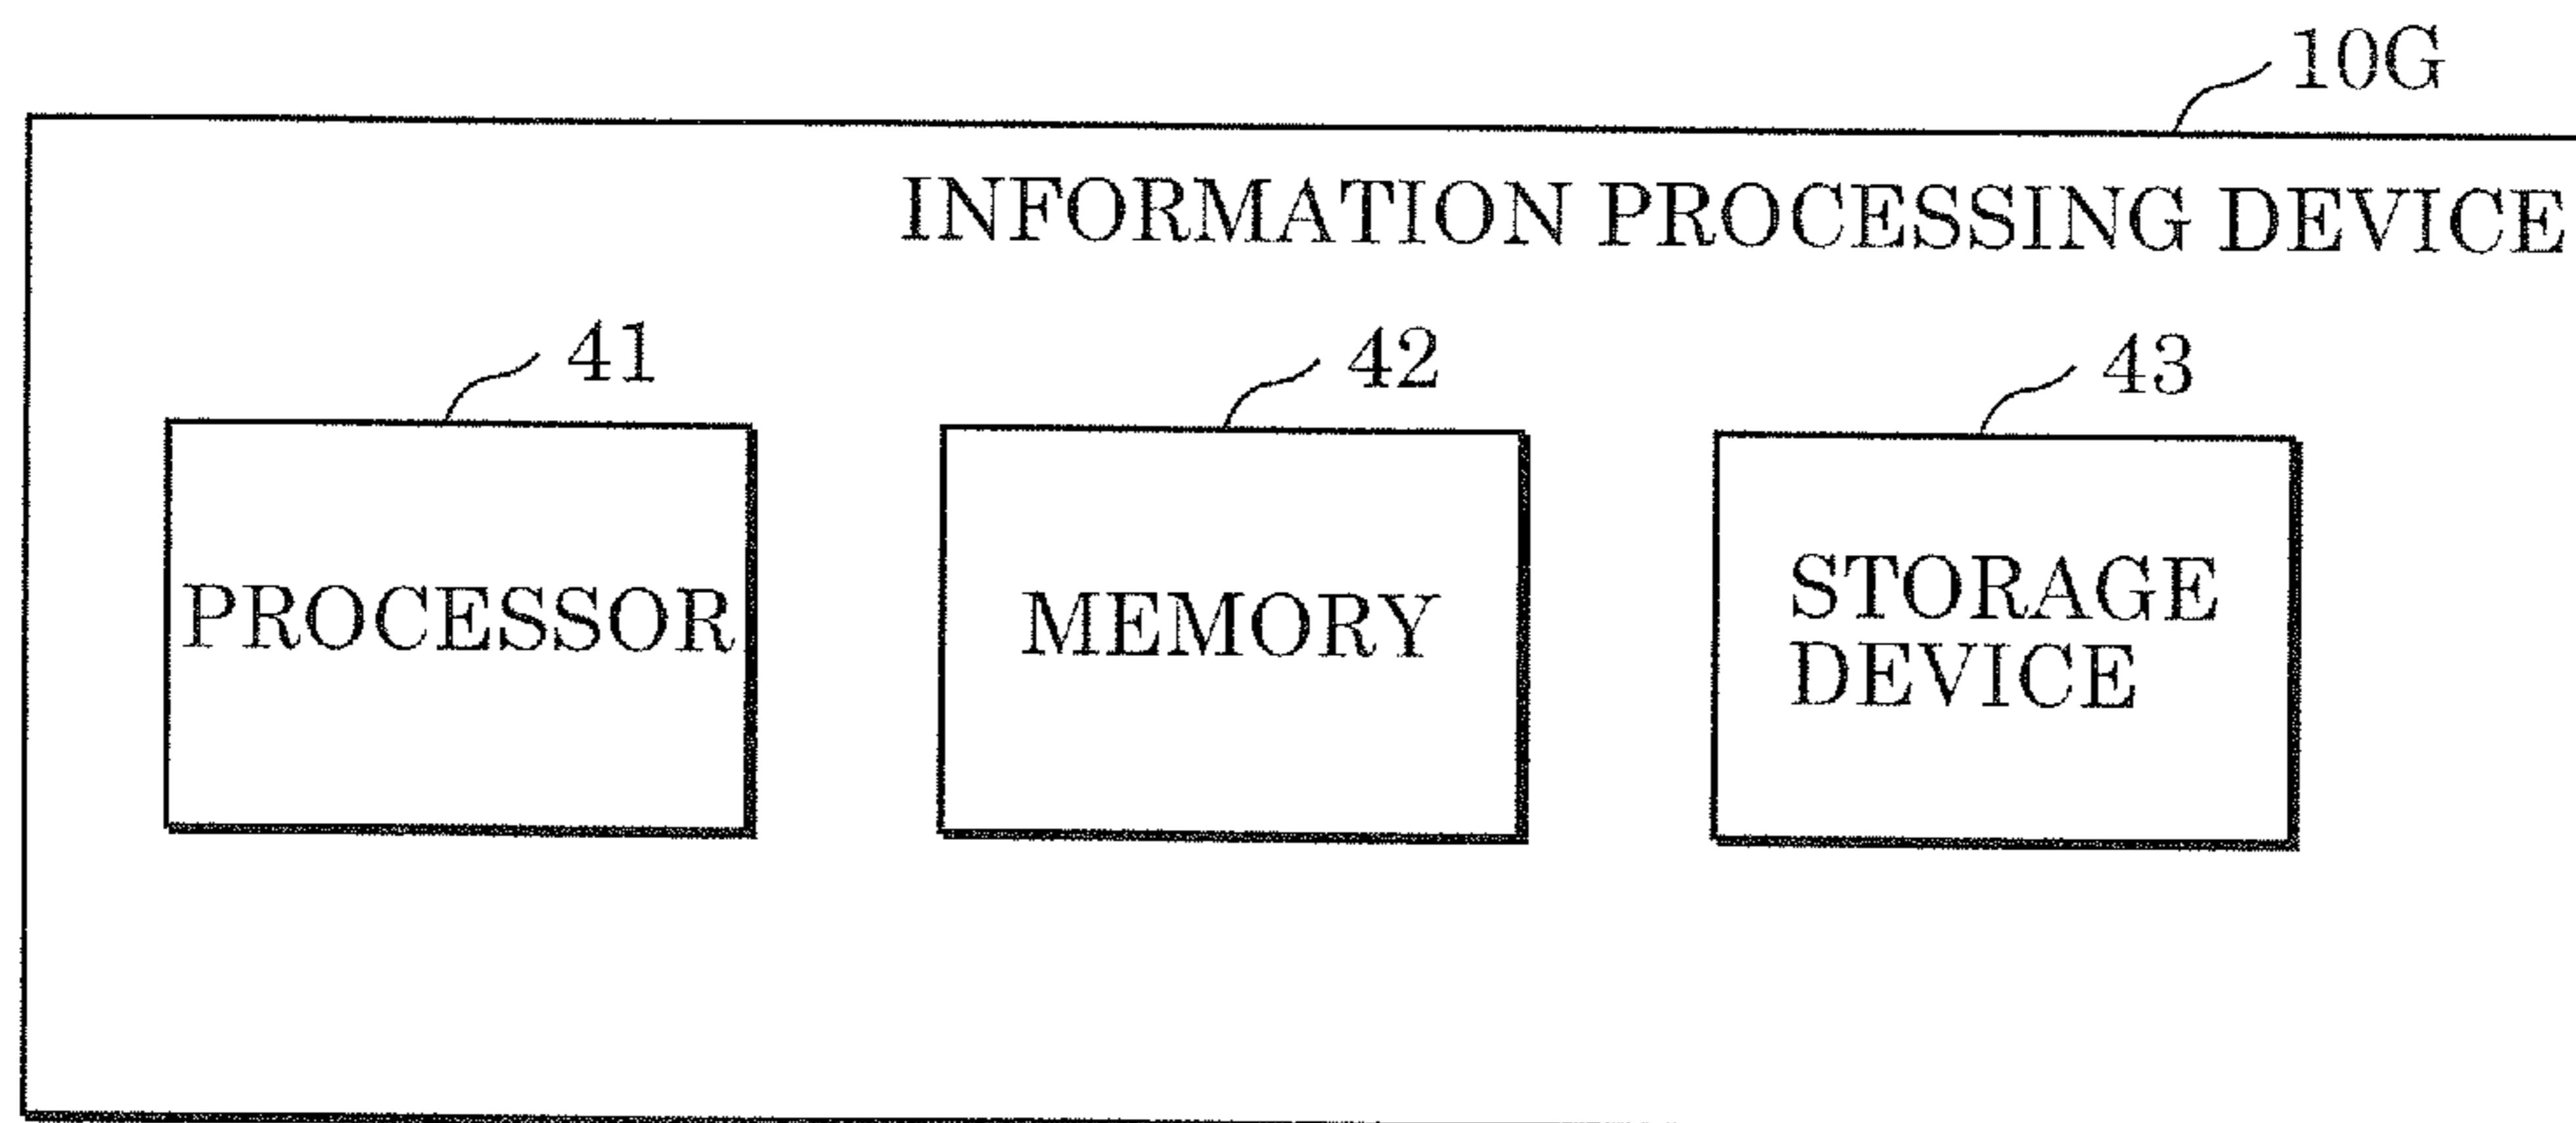 10G
INFORMATION PROCESSING DEVICE
41
42
43
PROCESSOR
MEMORY
STORAGE
DEVICE